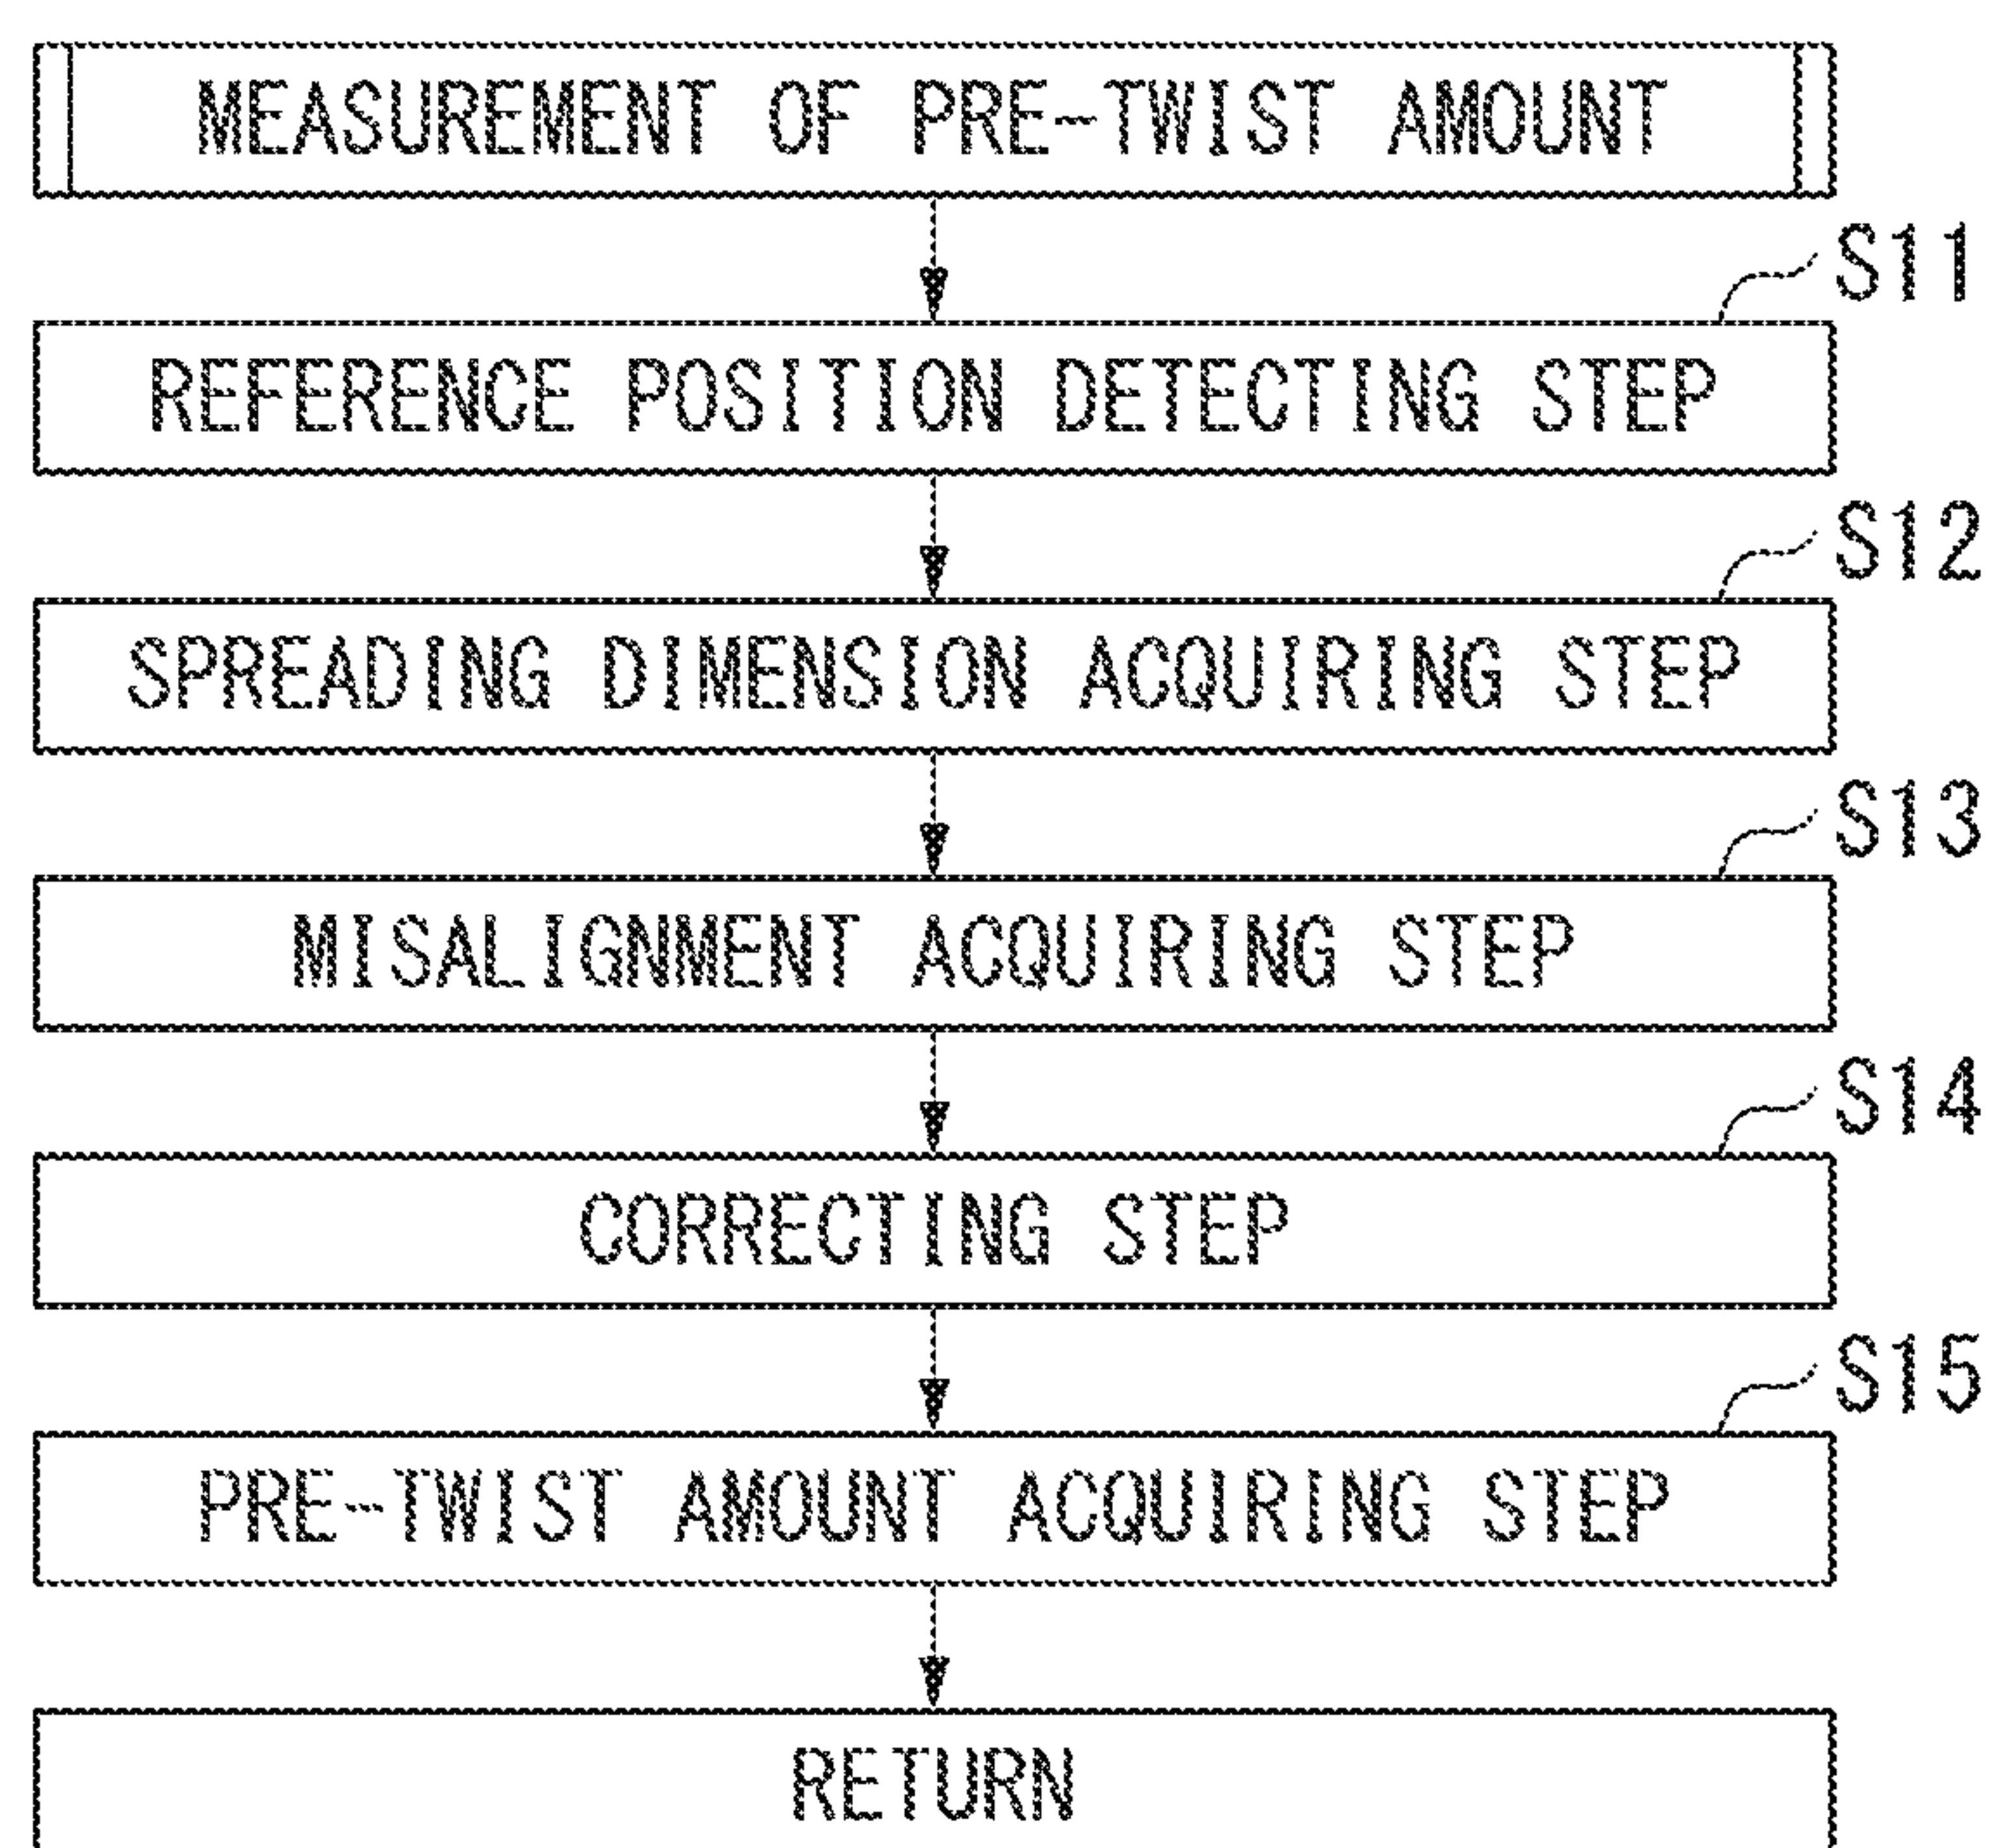 MEASUREMENT OF PRE-TWIST AMOUNT
S11
REFERENCE POSITION DETECTING STEP
S12
SPREADING DIMENSION ACQUIRING STEP
S13
MISALIGNMENT ACQUIRING STEP
S14
CORRECTING STEP
S15
PRE-TWIST AMOUNT ACQUIRING STEP
RETURN